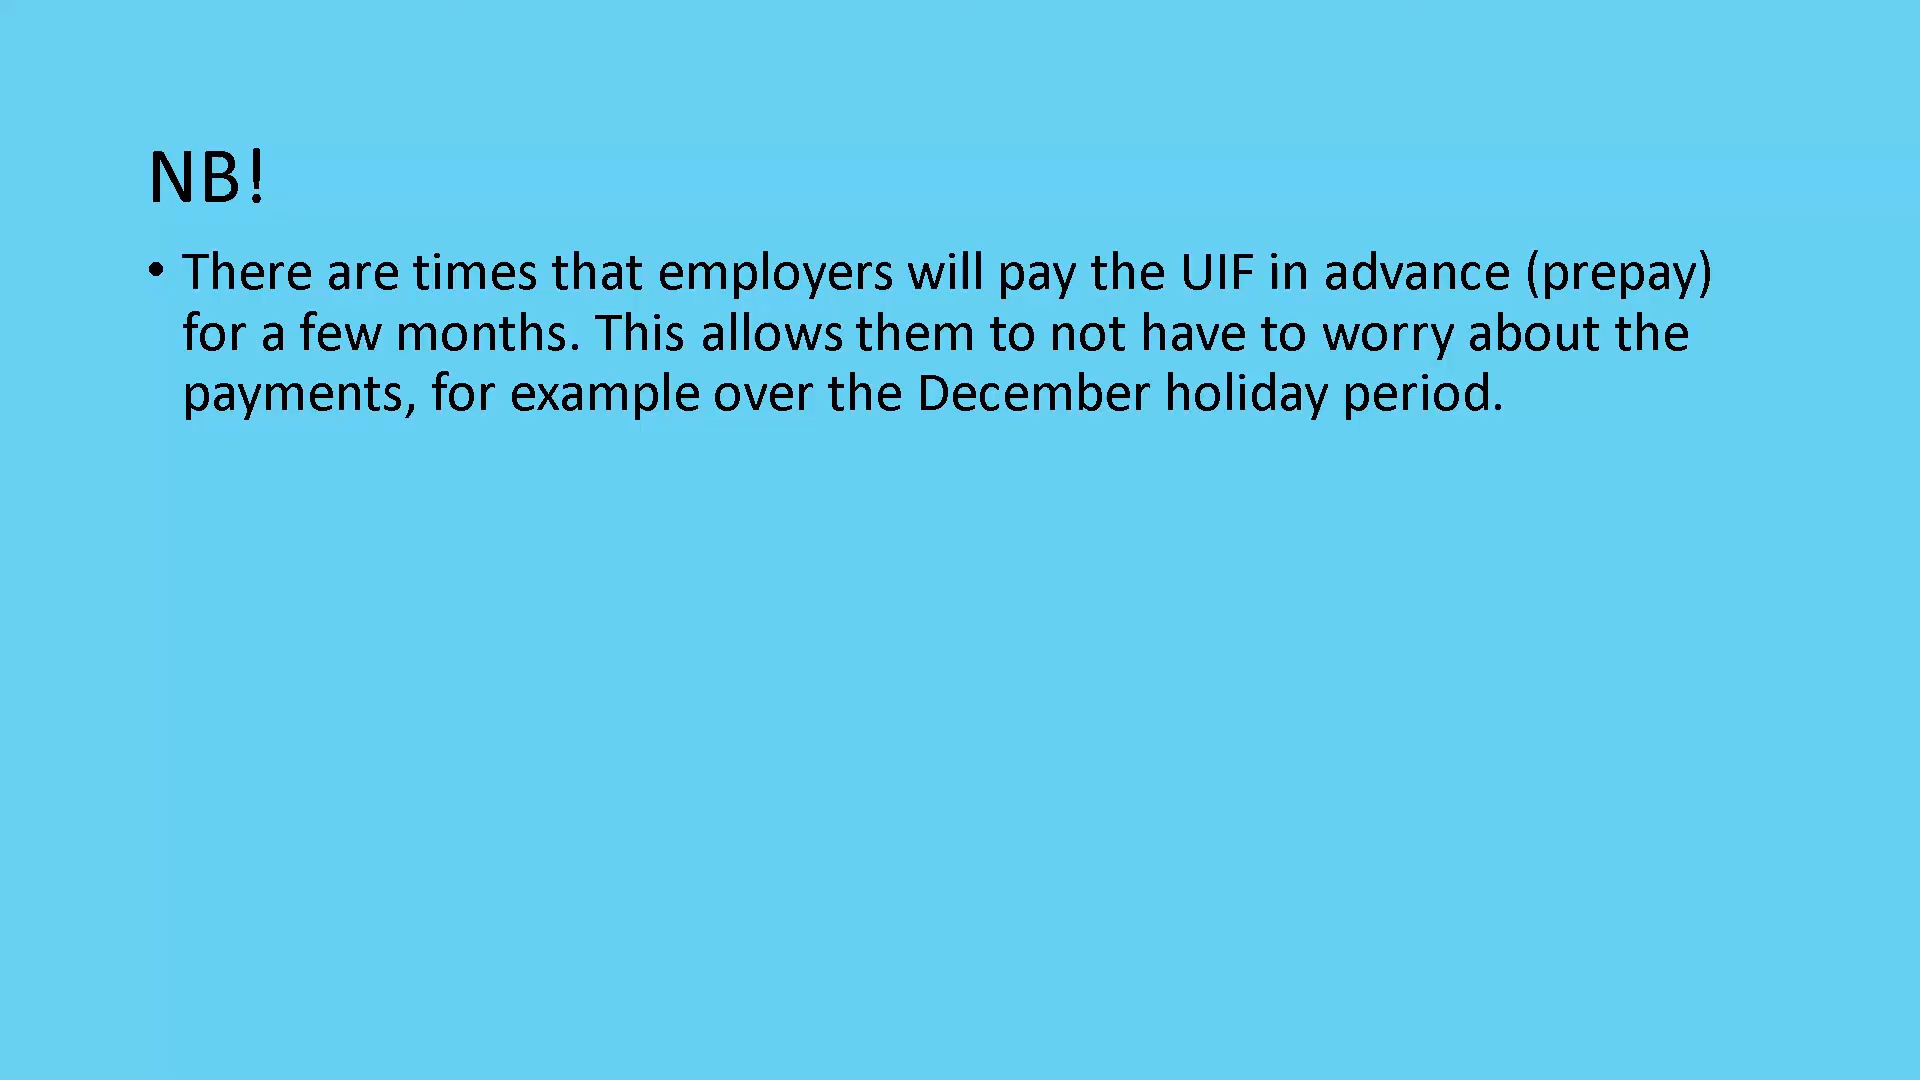 NB!
• There are times that employers will pay the UIF in advance (prepay)
for a few months. This allows them to not have to worry about the
payments, for example over the December holiday period.